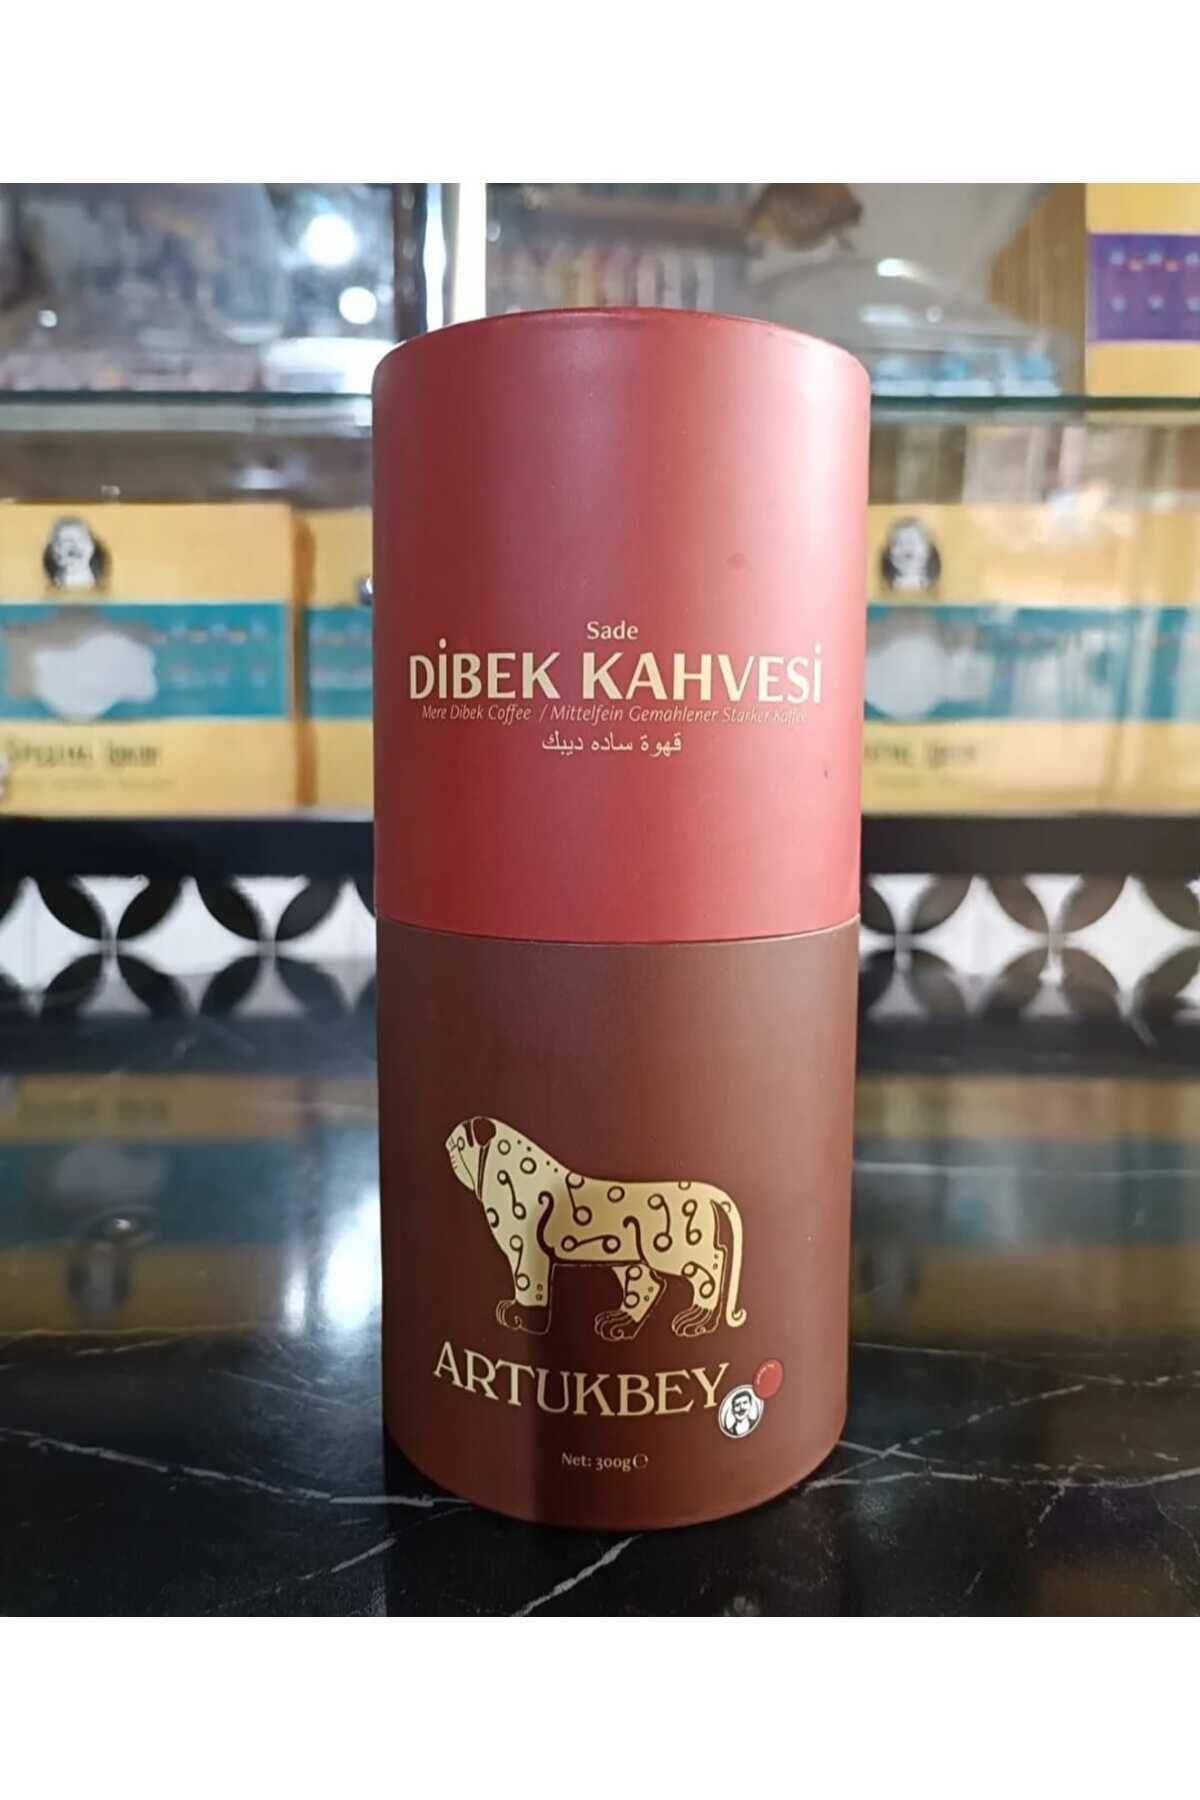 Sade
DİBEK KAHVESİ
Mere Dibek Coffee / Mittelfein Gemahlener Starker Kaffee
قهوة ساده ديبك
ARTUKBEY
Net: 300g℮